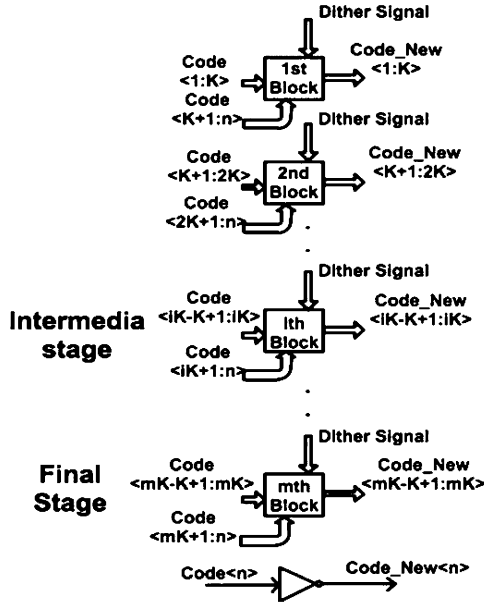 Dither Signal
Code
<1:K>
1st
Block
Code_New
<1:K>
Code
<K+1:n>
Dither Signal
Code
<K+1:2K>
2nd
Block
Code_New
<K+1:2K>
Code
<2K+1:n>
Dither Signal
Intermedia
stage
Code
<iK-K+1:iK>
Ith
Block
Code_New
<iK-K+1:iK>
Code
<iK+1:n>
Dither Signal
Final
Stage
Code
<mK-K+1:mK>
mth
Block
Code_New
<mK-K+1:mK>
Code
<mK+1:n>
Code<n>
Code_New<n>